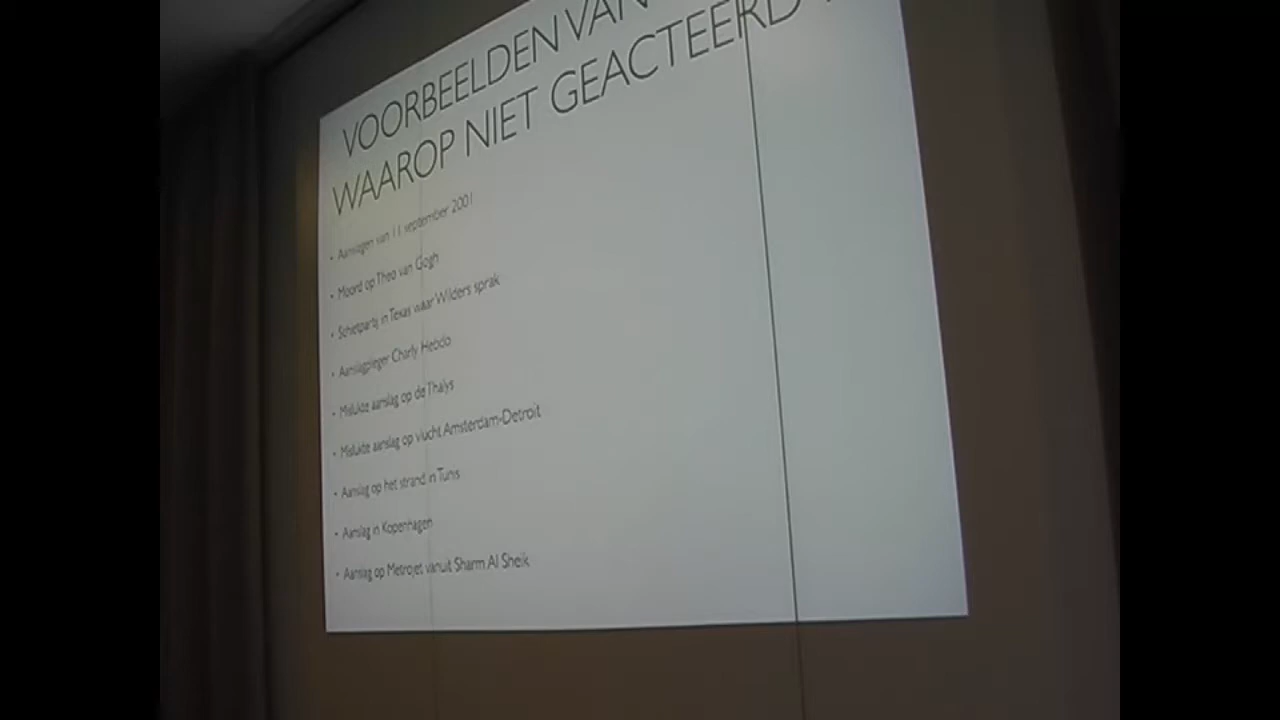 VOORBEELDEN VAN
WAAROP NIET GEACTEERD
• Aanslagen van 11 september 2001
• Moord op Theo van Gogh
• Schietpartij in Texas waar Wilders sprak
• Aanslagpleger Charly Hebdo
• Mislukte aanslag op de Thalys
• Mislukte aanslag op vlucht Amsterdam-Detroit
• Aanslag op het strand in Tunis
• Aanslag in Kopenhagen
• Aanslag op Metrojet vanuit Sharm Al Sheik